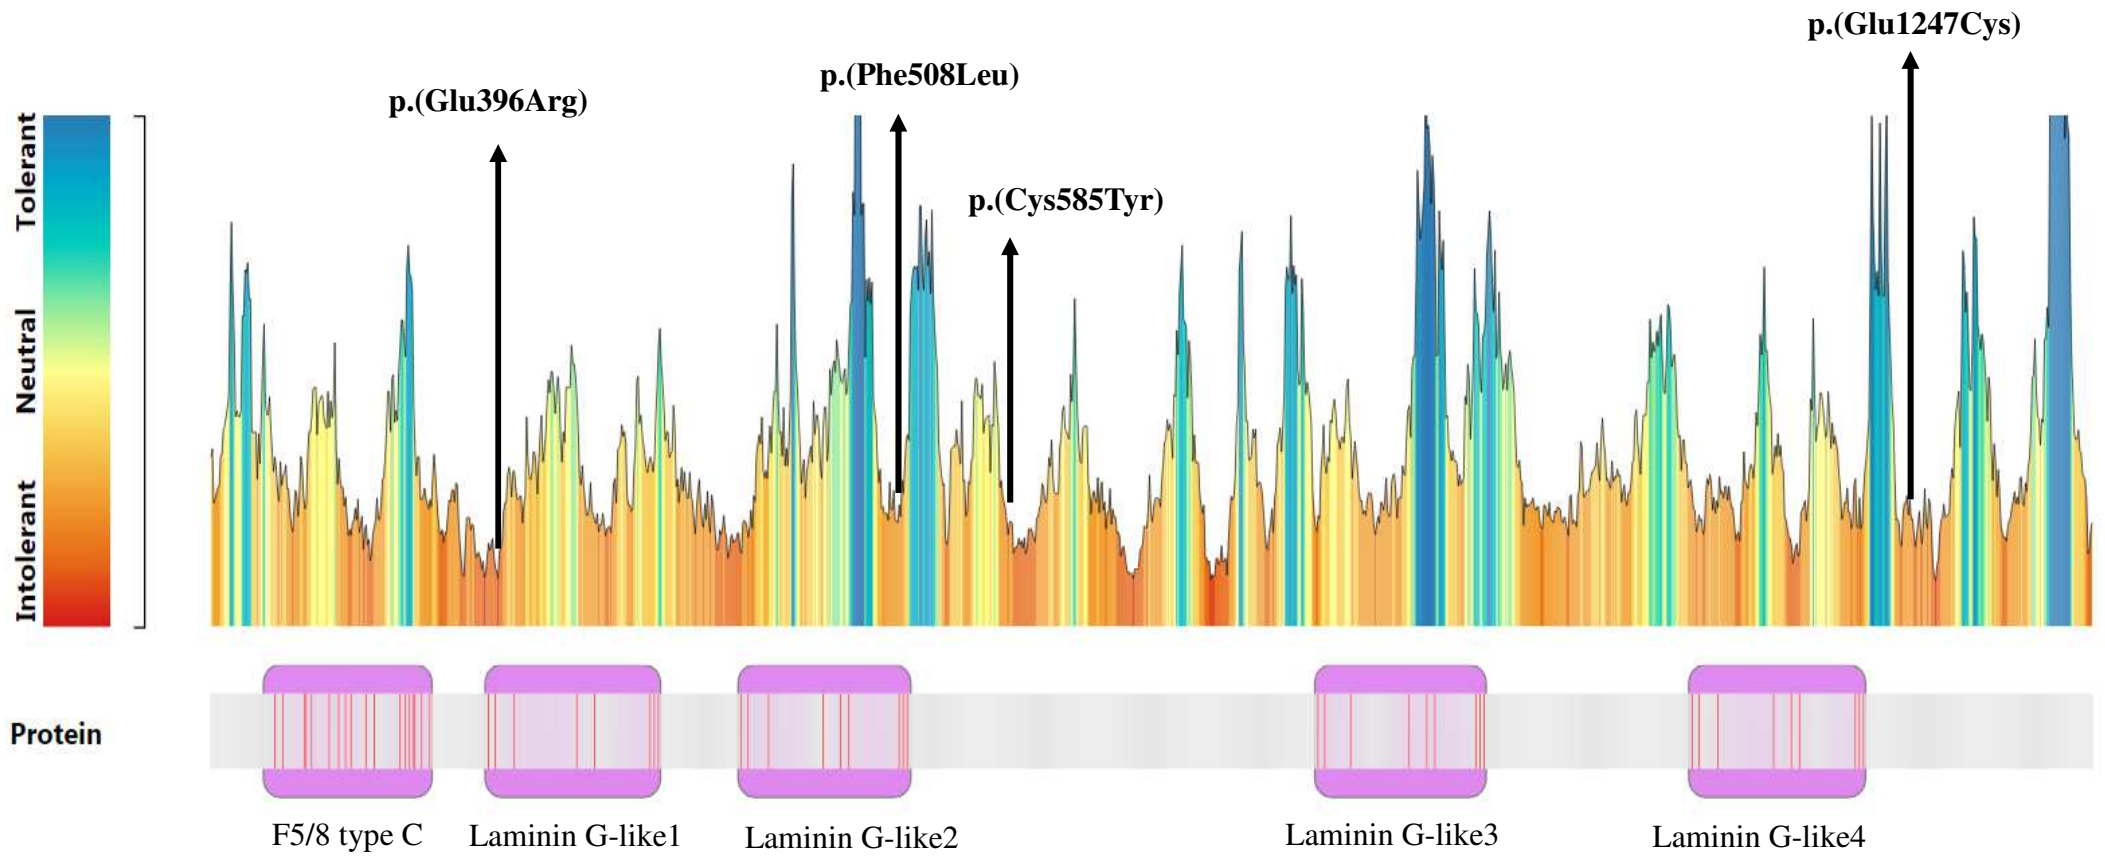 p.(Glu1247Cys)
p.(Phe508Leu)
p.(Glu396Arg)
p.(Cys585Tyr)
Tolerant
Neutral
Intolerant
Protein
F5/8 type C
Laminin G-like1
Laminin G-like2
Laminin G-like3
Laminin G-like4